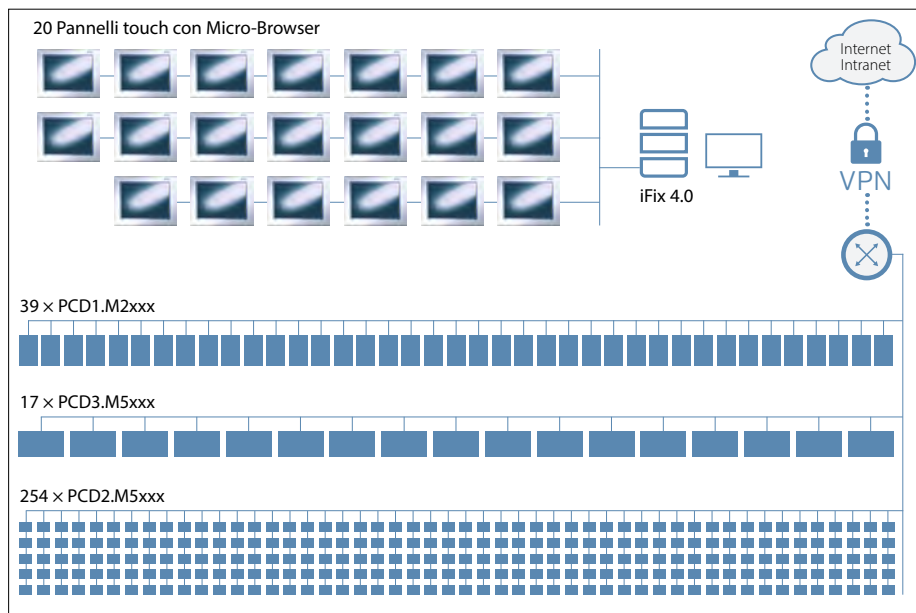 20 Pannelli touch con Micro-Browser
Internet
Intranet
VPN
iFix 4.0
39 × PCD1.M2xxx
17 × PCD3.M5xxx
254 × PCD2.M5xxx